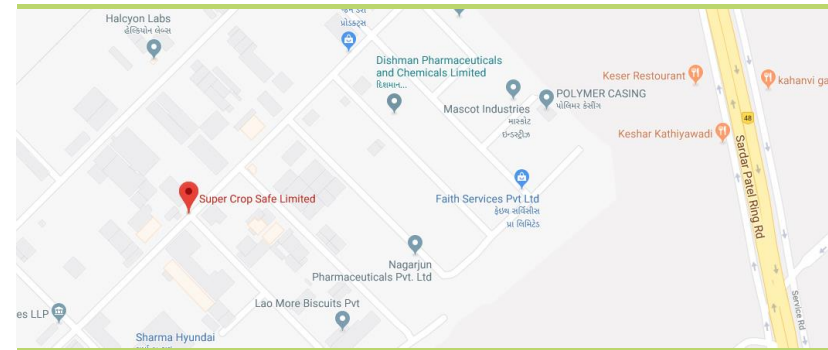 પ્રોડક્ટ્સ
Halcyon Labs
હેલ્કિયોન લેબ્સ
Dishman Pharmaceuticals
and Chemicals Limited
દિશમાન...
Keser Restourant
kahanvi ga
POLYMER CASING
પોલિમર કેસીંગ
Mascot Industries
માસ્કોટ
ઇન્ડસ્ટ્રીઝ
48
Keshar Kathiyawadi
Sardar Patel Ring Rd
Super Crop Safe Limited
Faith Services Pvt Ltd
ફેઇથ સર્વિસીસ
પ્રા લિમિટેડ
Nagarjun
Pharmaceuticals Pvt. Ltd
Lao More Biscuits Pvt
Service Rd
es LLP
Sharma Hyundai